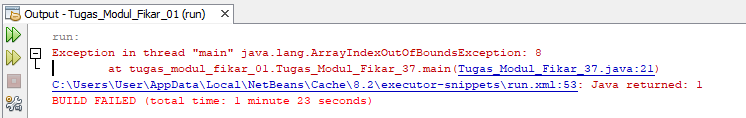 Output - Tugas_Modul_Fikar_01 (run)
run:
Exception in thread "main" java.lang.ArrayIndexOutOfBoundsException: 8
at tugas_modul_fikar_01.Tugas_Modul_Fikar_37.main(Tugas_Modul_Fikar_37.java:21)
C:\Users\User\AppData\Local\NetBeans\Cache\8.2\executor-snippets\run.xml:53: Java returned: 1
BUILD FAILED (total time: 1 minute 23 seconds)